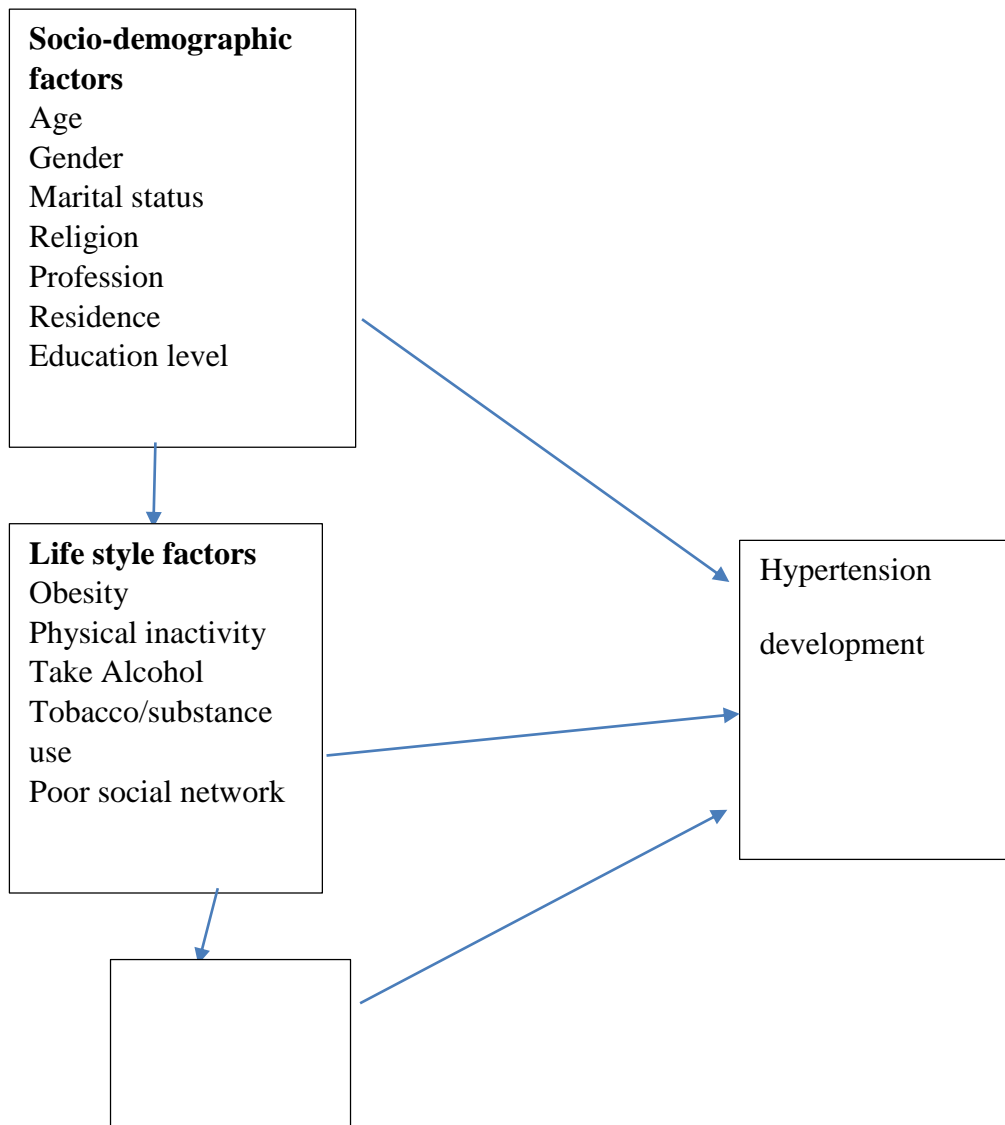 Socio-demographic
factors
Age
Gender
Marital status
Religion
Profession
Residence
Education level
Life style factors
Obesity
Physical inactivity
Take Alcohol
Tobacco/substance
use
Poor social network
Hypertension
development